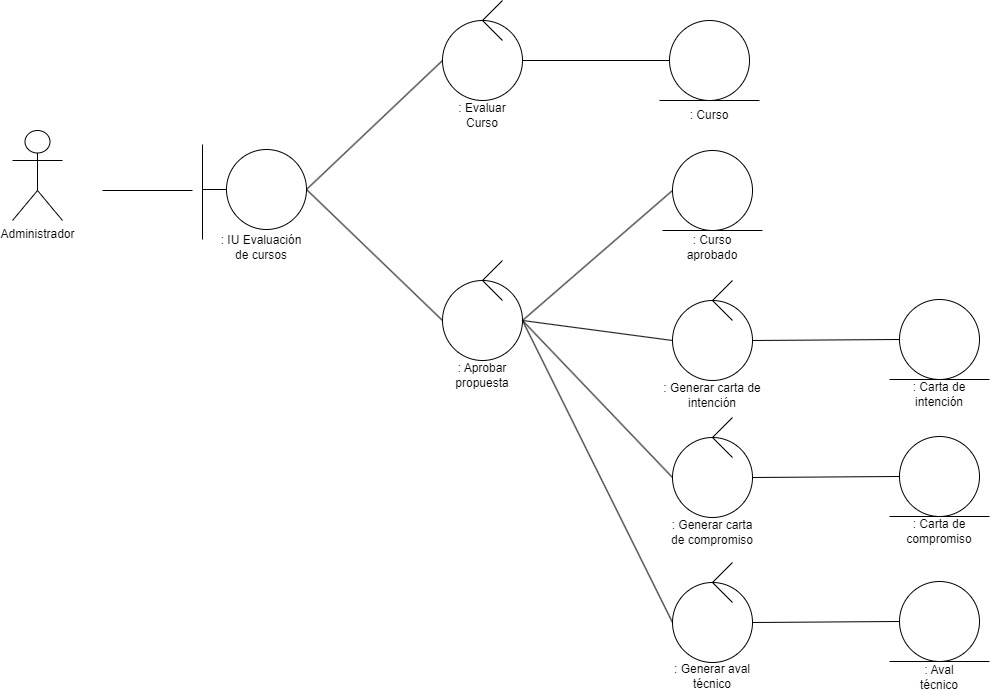 : Evaluar
Curso
: Curso
Administrador
: IU Evaluación
de cursos
: Curso
aprobado
: Aprobar
propuesta
: Generar carta de
intención
: Carta de
intención
: Generar carta
de compromiso
: Carta de
compromiso
: Generar aval
técnico
: Aval
técnico